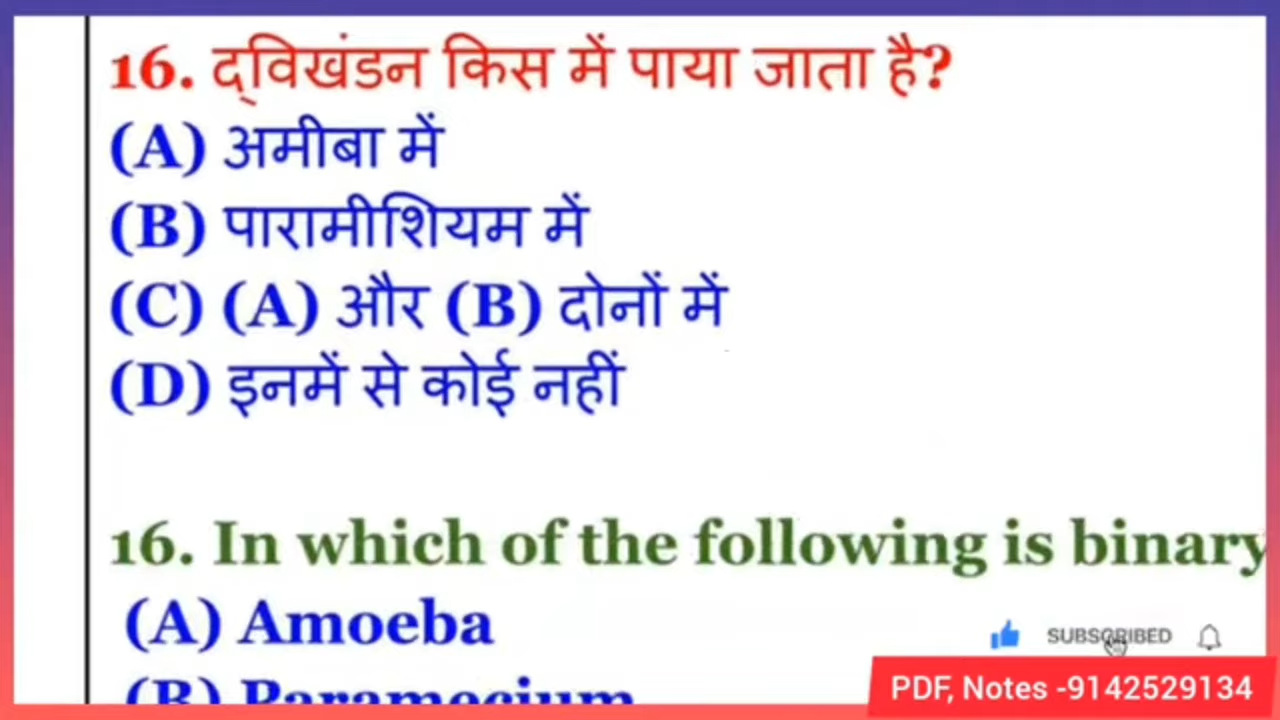 16. द्विखंडन किस में पाया जाता है?
(A) अमीबा में
(B) पारामीशियम में
(C) (A) और (B) दोनों में
(D) इनमें से कोई नहीं
16. In which of the following is binary
(A) Amoeba
(B) Paramecium
SUBSCRIBED
PDF, Notes -9142529134